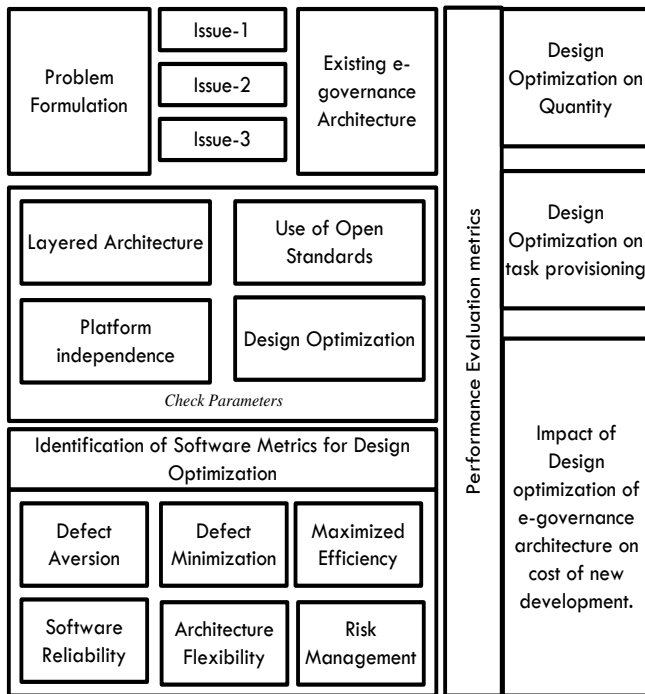 Problem
Formulation
Issue-1
Issue-2
Issue-3
Existing e-
governance
Architecture
Layered Architecture
Use of Open
Standards
Platform
independence
Design Optimization
Check Parameters
Identification of Software Metrics for Design
Optimization
Defect
Aversion
Defect
Minimization
Maximized
Efficiency
Software
Reliability
Architecture
Flexibility
Risk
Management
Performance Evaluation metrics
Design
Optimization on
Quantity
Design
Optimization on
task provisioning
Impact of
Design
optimization of
e-governance
architecture on
cost of new
development.